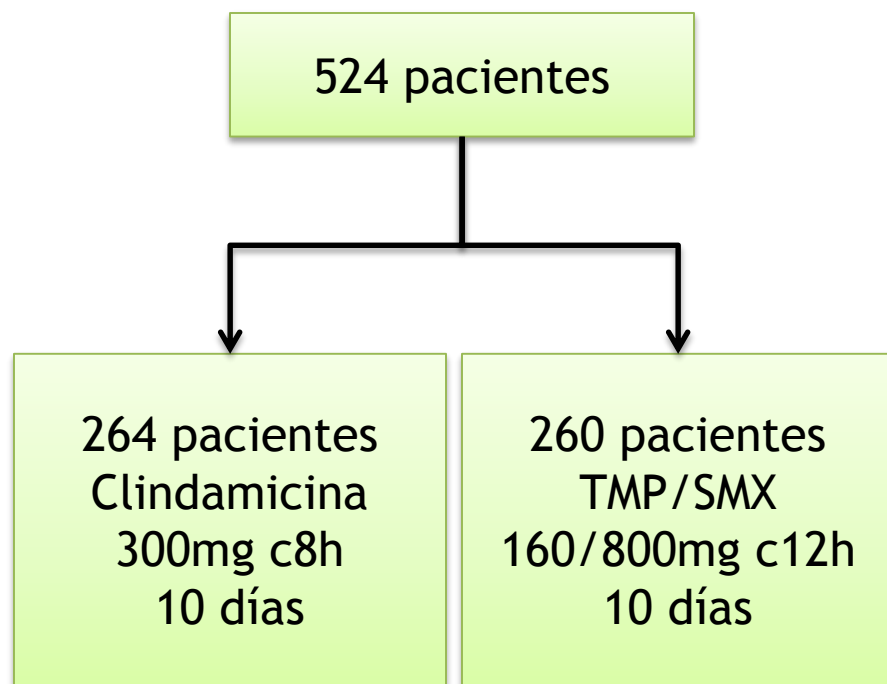 524 pacientes
264 pacientes
Clindamicina
300mg c8h
10 días
260 pacientes
TMP/SMX
160/800mg c12h
10 días